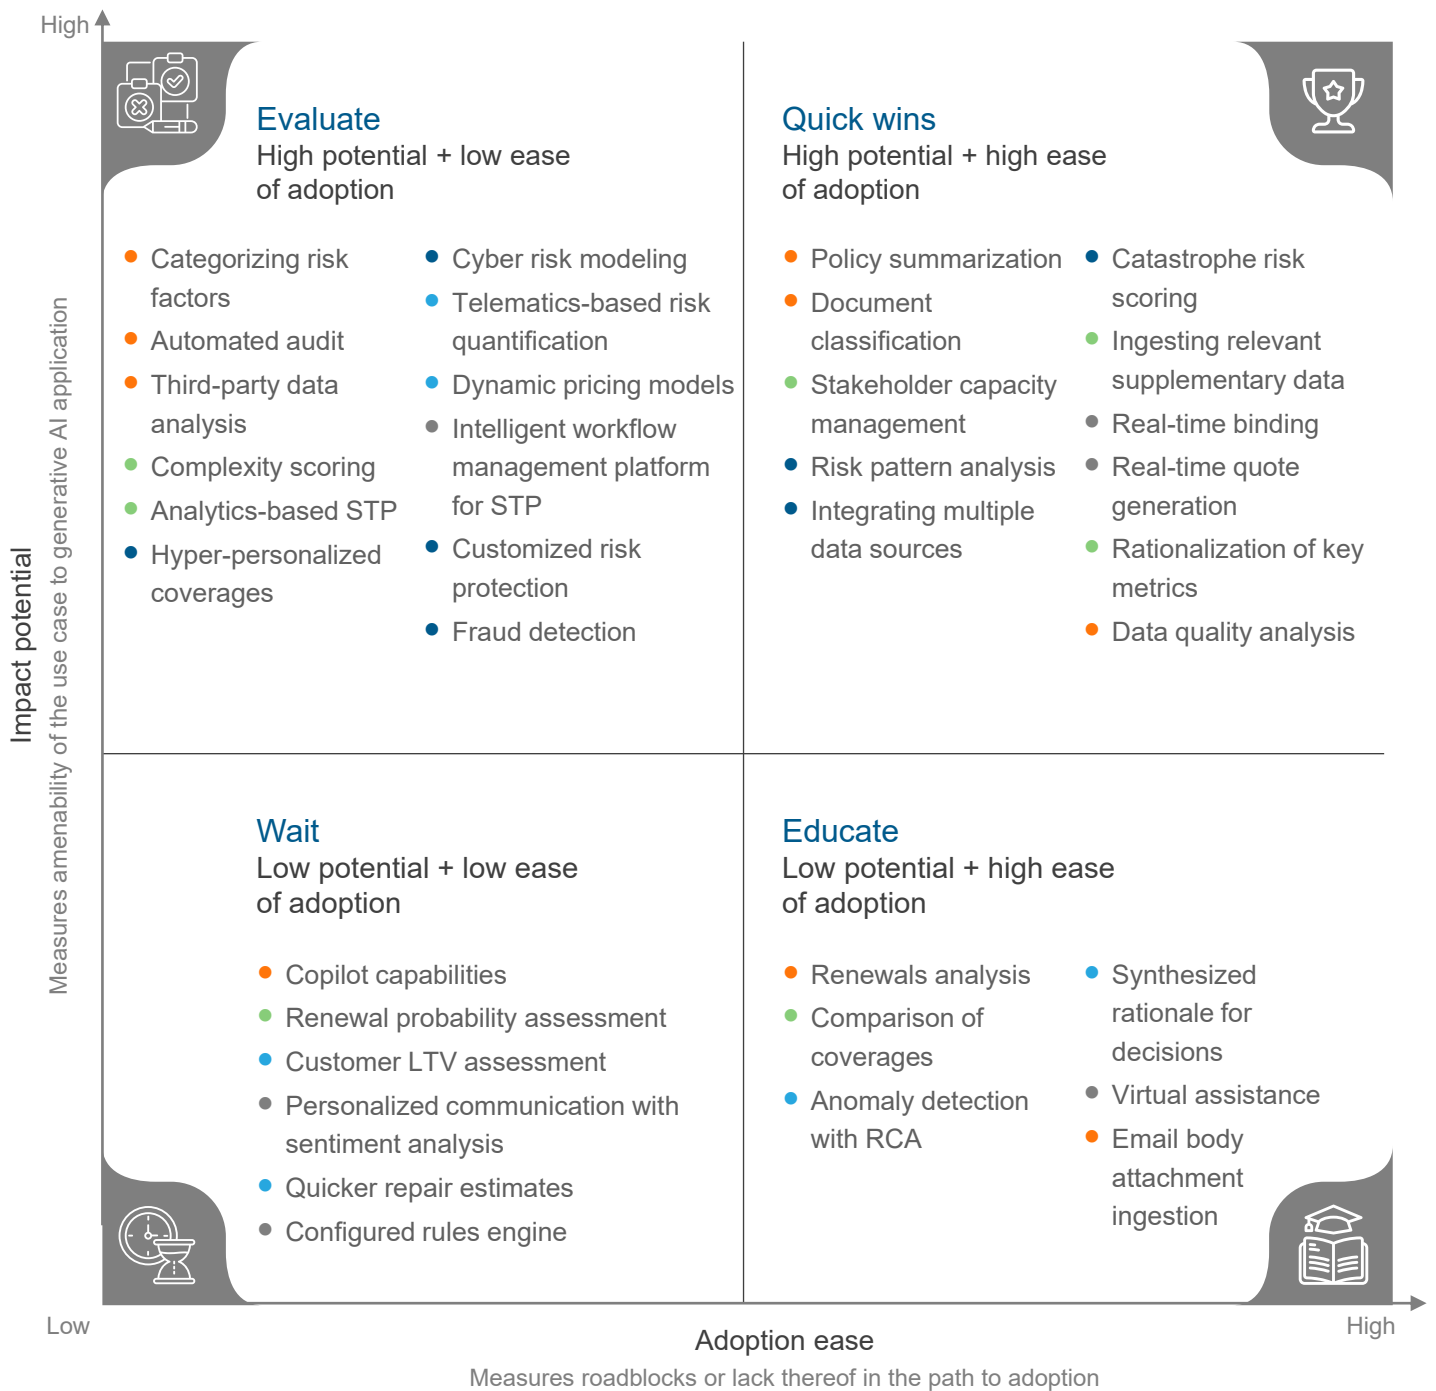 High
Evaluate
High potential + low ease
of adoption
Categorizing risk
factors
Automated audit
Third-party data
analysis
Complexity scoring
Analytics-based STP
Hyper-personalized
coverages
Cyber risk modeling
Telematics-based risk
quantification
Dynamic pricing models
Intelligent workflow
management platform
for STP
Customized risk
protection
Fraud detection
Quick wins
High potential + high ease
of adoption
Policy summarization
Document
classification
Stakeholder capacity
management
Risk pattern analysis
Integrating multiple
data sources
Catastrophe risk
scoring
Ingesting relevant
supplementary data
Real-time binding
Real-time quote
generation
Rationalization of key
metrics
Data quality analysis
Impact potential
Measures amenability of the use case to generative AI application
Wait
Low potential + low ease
of adoption
Copilot capabilities
Renewal probability assessment
Customer LTV assessment
Personalized communication with
sentiment analysis
Quicker repair estimates
Configured rules engine
Educate
Low potential + high ease
of adoption
Renewals analysis
Comparison of
coverages
Anomaly detection
with RCA
Synthesized
rationale for
decisions
Virtual assistance
Email body
attachment
ingestion
Low
High
Adoption ease
Measures roadblocks or lack thereof in the path to adoption